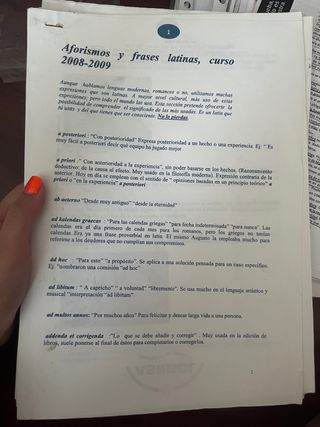 1
Aforismos y frases latinas, curso
2008-2009
Aunque hablamos lenguas modernas, romances o no, utilizamos muchas
expresiones que son latinas. A mayor nivel cultural, más uso de estas
expresiones; pero todo el mundo las usa. Esta sección pretende ofrecerte la
posibilidad de comprender el significado de las más usadas. Es un latín que
tú usas y del que tienes que ser consciente. No te pierdas.
a posteriori : "Con posterioridad" Expresa posterioridad a un hecho o una experiencia. Ej: " Es
muy fácil a posteriori decir qué equipo ha jugado mejor
a priori : " Con anterioridad a la experiencia", sin poder basarse en los hechos. (Razonamiento
deductivo: de la causa al efecto. Muy usado en la filosofía moderna). Expresión contraria de la
anterior. Hoy en día se emplean con el sentido de " opiniones basadas en un principio teórico" a
priori o "en la experiencia" a posteriori
ab aeterno "Desde muy antiguo" "desde la eternidad"
ad kalendas graecas : "Para las calendas griegas" "para fecha indeterminada" "para nunca". Las
calendas era el día primero de cada mes para los romanos, pero los griegos no tenían
calendas. Era ya una frase proverbial en latín. El mismo Augusto la empleaba mucho para
referirse a los deudores que no cumplían sus compromisos.
ad hoc : "Para esto" "a propósito". Se aplica a una solución pensada para un caso específico.
Ej: "nombraron una comisión "ad hoc"
ad libitum : " A capricho" " a voluntad" "libremente". Se usa mucho en el lenguaje artístico y
musical "interpretación "ad libitum"
ad multos annos: "Por muchos años" Para felicitar y desear larga vida a una persona.
addenda et corrigenda : "Lo que se debe añadir y corregir" . Muy usada en la edición de
libros, suele ponerse al final de éstos para completarlos o corregirlos.
1